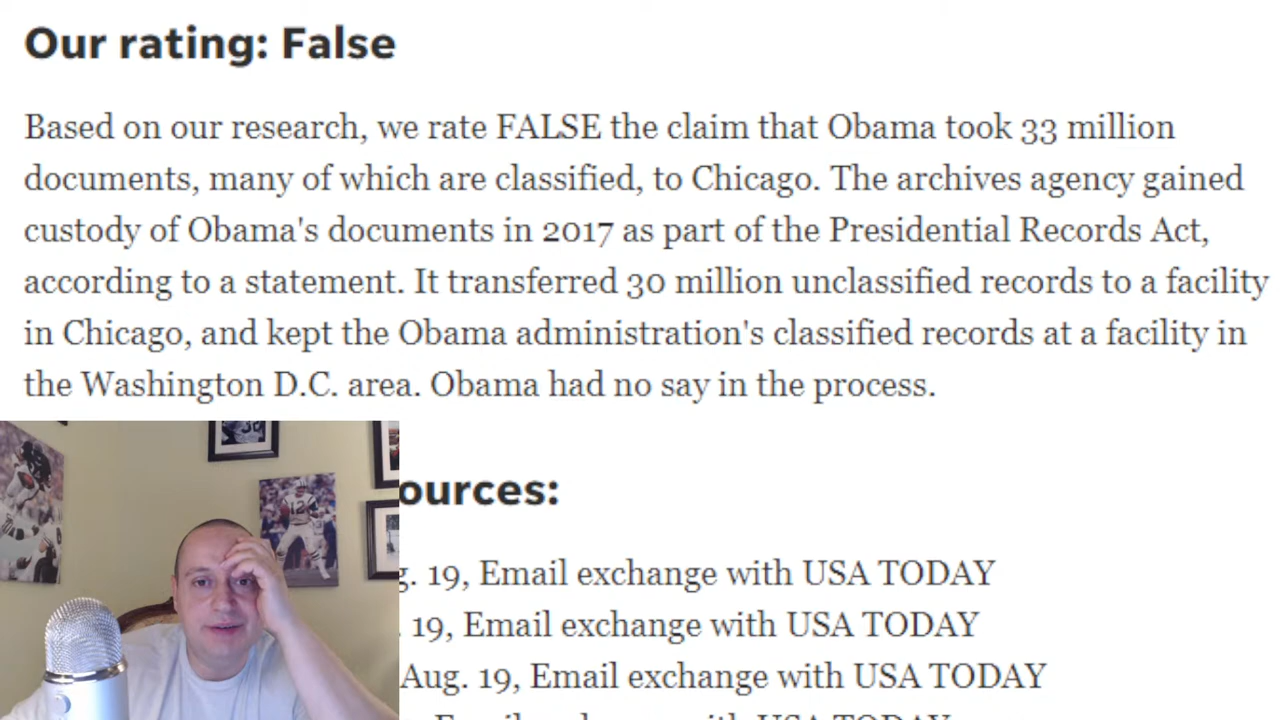 Our rating: False
Based on our research, we rate FALSE the claim that Obama took 33 million
documents, many of which are classified, to Chicago. The archives agency gained
custody of Obama's documents in 2017 as part of the Presidential Records Act,
according to a statement. It transferred 30 million unclassified records to a facility
in Chicago, and kept the Obama administration's classified records at a facility in
the Washington D.C. area. Obama had no say in the process.
ources:
g. 19, Email exchange with USA TODAY
. 19, Email exchange with USA TODAY
Aug. 19, Email exchange with USA TODAY
12